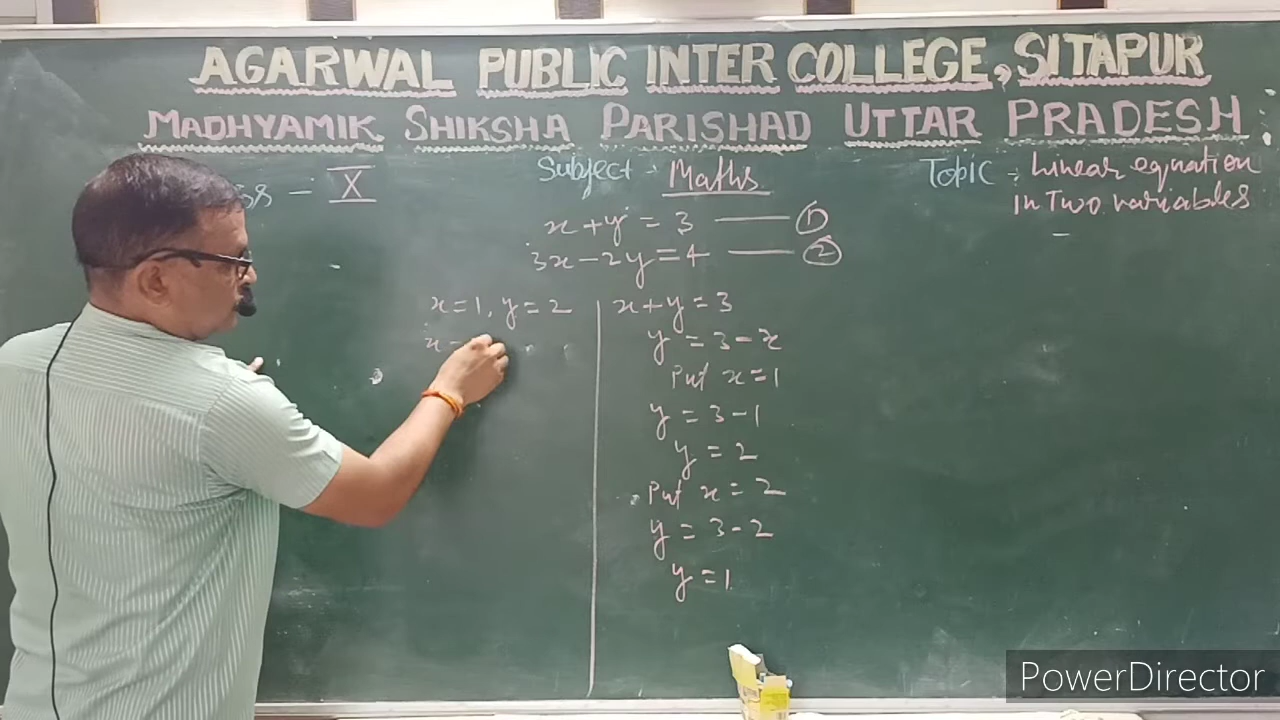 AGARWAL PUBLIC INTER COLLEGE, SITAPUR
MADHYAMIK SHIKSHA PARISHAD UTTAR PRADESH
ss - X
Subject - Maths
Topic - Linear equation
in Two variables
x+y=3 ——— ①
3x-2y=4 ——— ②
x=1, y=2
x
x+y=3
y=3-x
Put x=1
y=3-1
y=2
Put x=2
y=3-2
y=1
PowerDirector